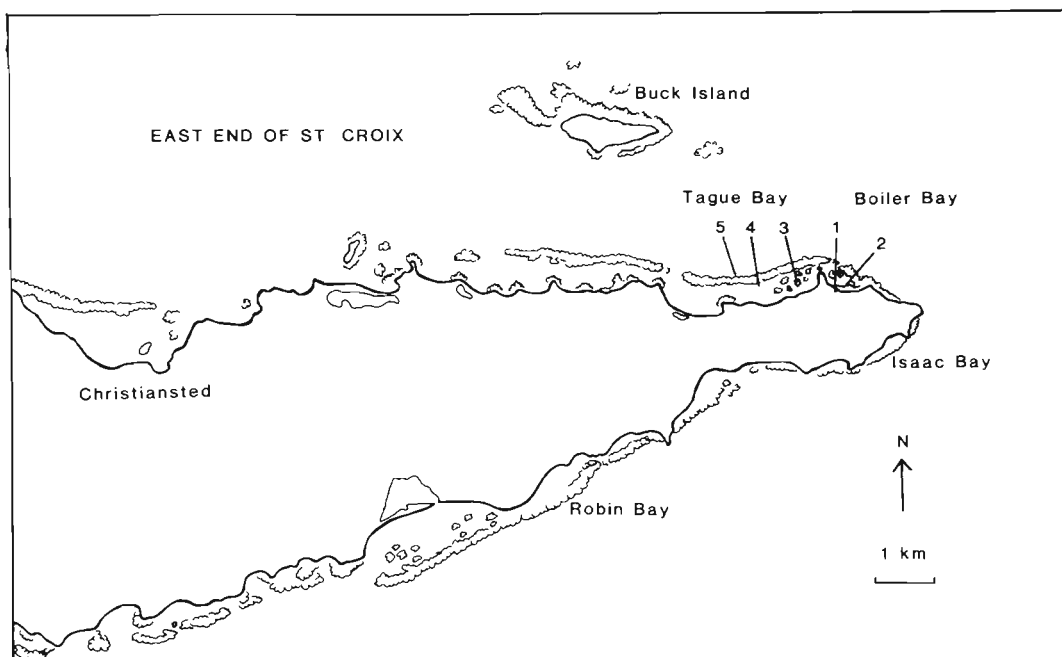 Buck Island
EAST END OF ST CROIX
Tague Bay
Boiler Bay
5
4
3
1
2
Isaac Bay
Christiansted
N
Robin Bay
1 km